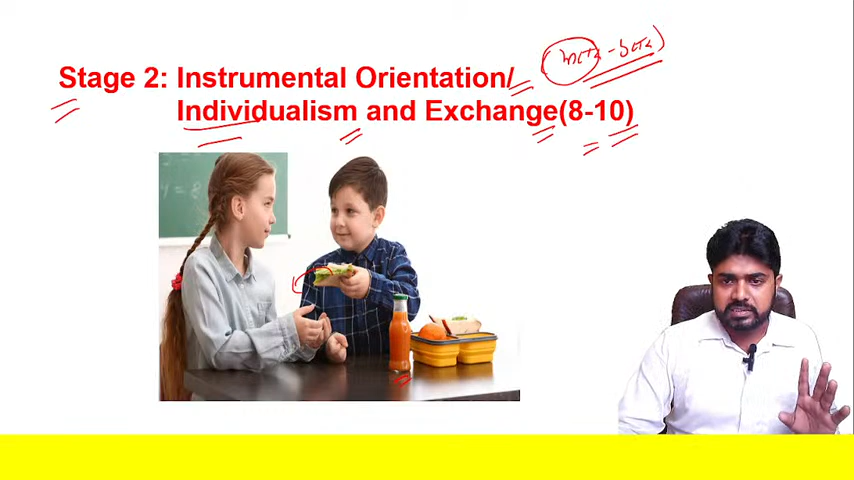 Stage 2: Instrumental Orientation/
Individualism and Exchange(8-10)